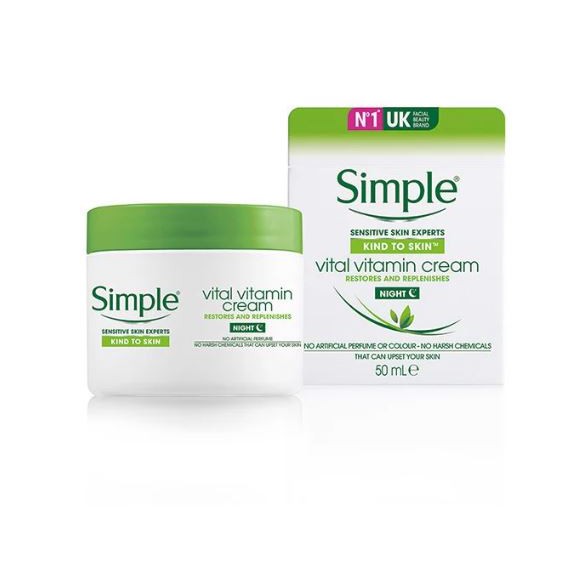 Simple
SENSITIVE SKIN EXPERTS
KIND TO SKIN
vital vitamin
cream
RESTORES AND REPLENISHES
NIGHT
NO ARTIFICIAL PERFUME
NO HARSH CHEMICALS THAT CAN UPSET YOUR SKIN
N°1 UK FACIAL BEAUTY BRAND
Simple®
SENSITIVE SKIN EXPERTS
KIND TO SKIN™
vital vitamin cream
RESTORES AND REPLENISHES
NIGHT
NO ARTIFICIAL PERFUME OR COLOUR - NO HARSH CHEMICALS
THAT CAN UPSET YOUR SKIN
50 mL℮